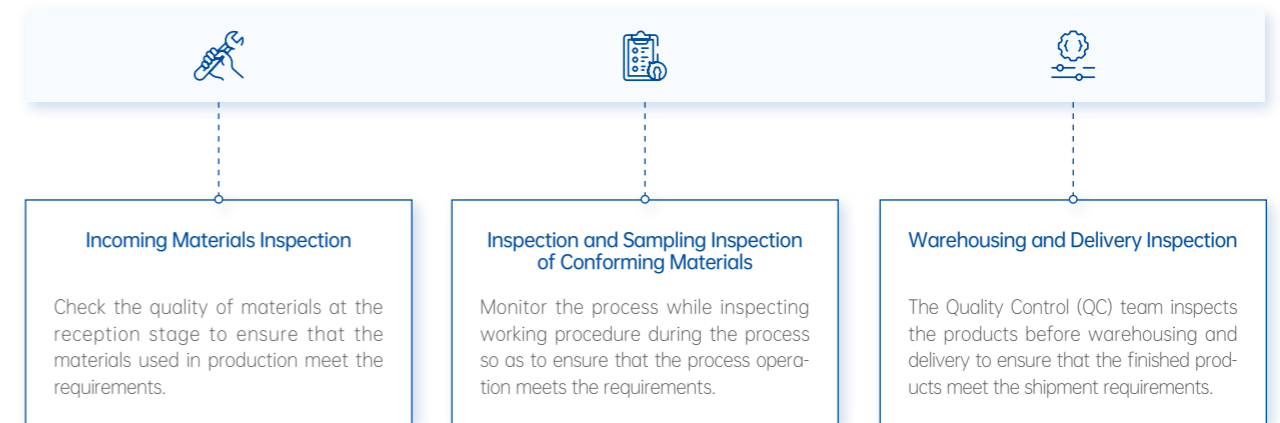 Incoming Materials Inspection
Check the quality of materials at the
reception stage to ensure that the
materials used in production meet the
requirements.
Inspection and Sampling Inspection
of Conforming Materials
Monitor the process while inspecting
working procedure during the process
so as to ensure that the process opera-
tion meets the requirements.
Warehousing and Delivery Inspection
The Quality Control (QC) team inspects
the products before warehousing and
delivery to ensure that the finished prod-
ucts meet the shipment requirements.